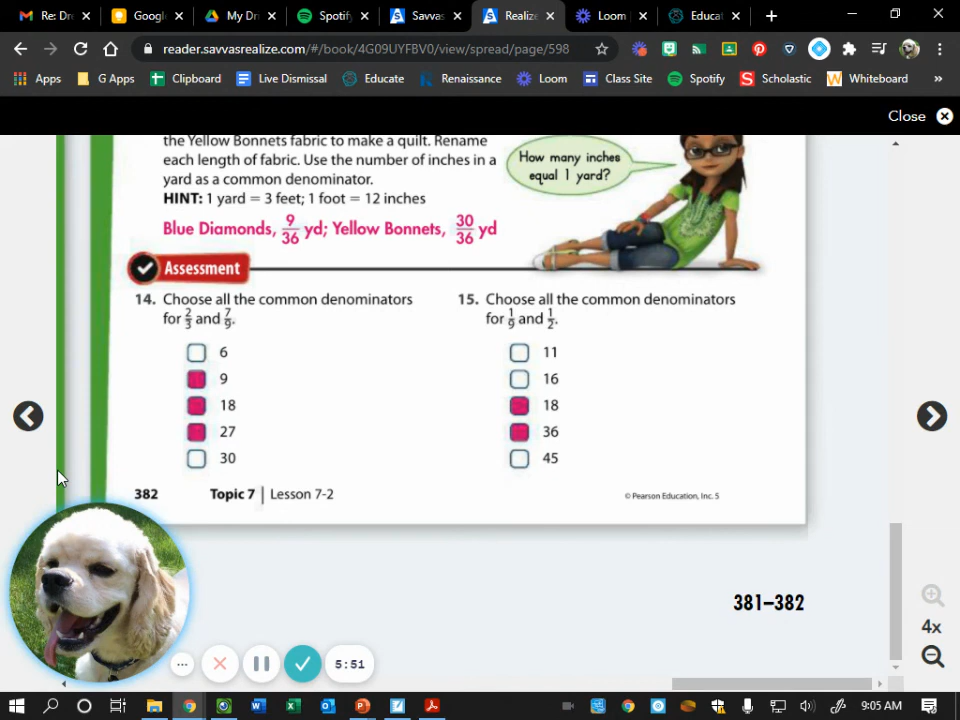 Re: Dre
Googl
My Dr
Spotif
Savvas
Realize
Loom
Educat
reader.savvasrealize.com/#/book/4G09UYFBV0/view/spread/page/598
Apps G Apps Clipboard Live Dismissal Educate Renaissance Loom Class Site Spotify Scholastic Whiteboard »
Close
the Yellow Bonnets fabric to make a quilt. Rename
each length of fabric. Use the number of inches in a
yard as a common denominator.
HINT: 1 yard = 3 feet; 1 foot = 12 inches
Blue Diamonds, 9/36 yd; Yellow Bonnets, 30/36 yd
How many inches
equal 1 yard?
Assessment
14. Choose all the common denominators
for 2/3 and 7/9.
6
9
18
27
30
15. Choose all the common denominators
for 1/9 and 1/2.
11
16
18
36
45
382 Topic 7 | Lesson 7-2
© Pearson Education, Inc. 5
381–382
4x
5:51
9:05 AM